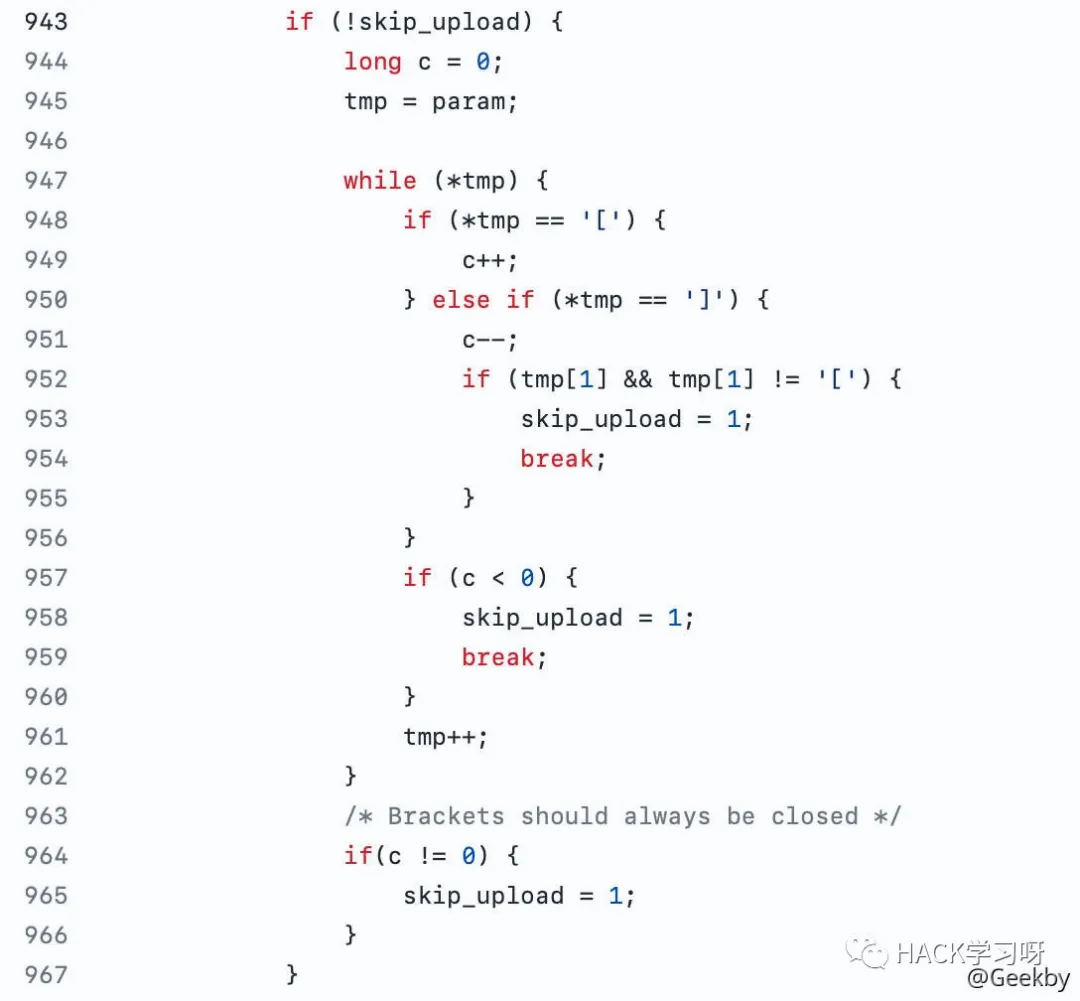 943 if (!skip_upload) {
944 long c = 0;
945 tmp = param;
946
947 while (*tmp) {
948 if (*tmp == '[') {
949 c++;
950 } else if (*tmp == ']') {
951 c--;
952 if (tmp[1] && tmp[1] != '[') {
953 skip_upload = 1;
954 break;
955 }
956 }
957 if (c < 0) {
958 skip_upload = 1;
959 break;
960 }
961 tmp++;
962 }
963 /* Brackets should always be closed */
964 if(c != 0) {
965 skip_upload = 1;
966 }
967 }
HACK学习呀
@Geekby